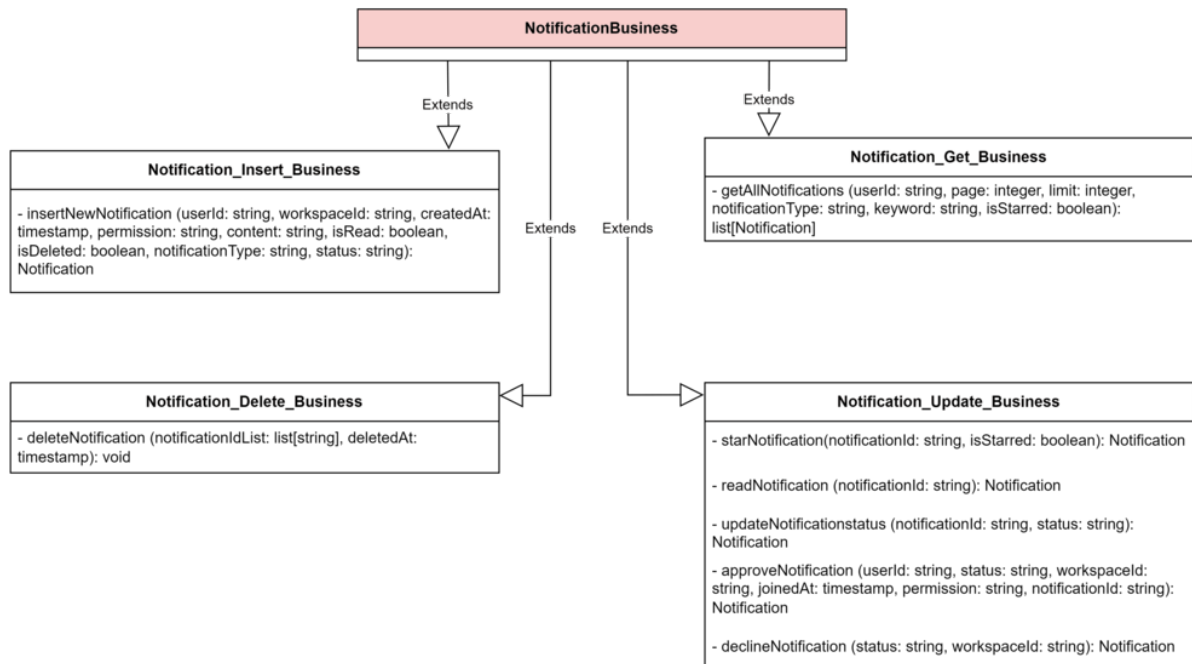 NotificationBusiness
Extends
Extends
Notification_Insert_Business
- insertNewNotification (userId: string, workspaceId: string, createdAt:
timestamp, permission: string, content: string, isRead: boolean,
isDeleted: boolean, notificationType: string, status: string):
Notification
Notification_Get_Business
- getAllNotifications (userId: string, page: integer, limit: integer,
notificationType: string, keyword: string, isStarred: boolean):
list[Notification]
Extends
Extends
Notification_Delete_Business
- deleteNotification (notificationIdList: list[string], deletedAt:
timestamp): void
Notification_Update_Business
- starNotification(notificationId: string, isStarred: boolean): Notification
- readNotification (notificationId: string): Notification
- updateNotificationstatus (notificationId: string, status: string):
Notification
- approveNotification (userId: string, status: string, workspaceId:
string, joinedAt: timestamp, permission: string, notificationId: string):
Notification
- declineNotification (status: string, workspaceId: string): Notification